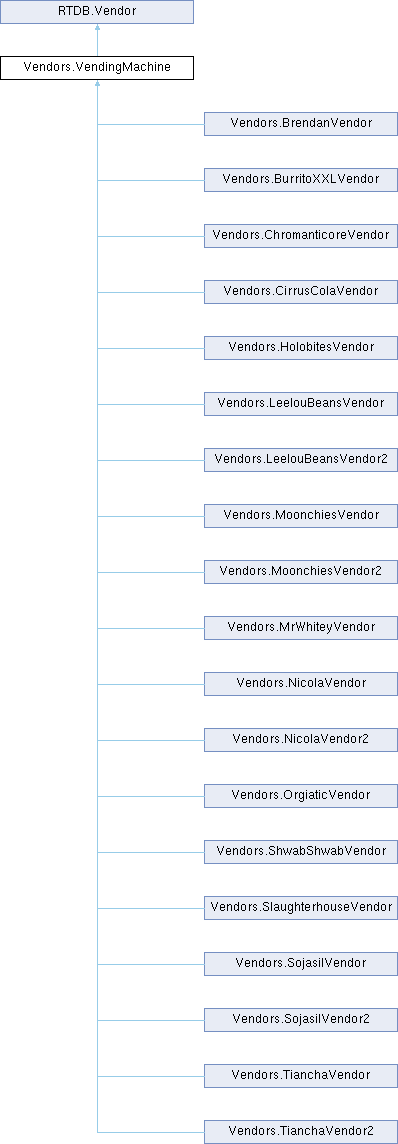 RTDB.Vendor
Vendors.VendingMachine
Vendors.BrendanVendor
Vendors.BurritoXXLVendor
Vendors.ChromanticoreVendor
Vendors.CirrusColaVendor
Vendors.HolobitesVendor
Vendors.LeelouBeansVendor
Vendors.LeelouBeansVendor2
Vendors.MoonchiesVendor
Vendors.MoonchiesVendor2
Vendors.MrWhiteyVendor
Vendors.NicolaVendor
Vendors.NicolaVendor2
Vendors.OrgiaticVendor
Vendors.ShwabShwabVendor
Vendors.SlaughterhouseVendor
Vendors.SojasilVendor
Vendors.SojasilVendor2
Vendors.TianchaVendor
Vendors.TianchaVendor2